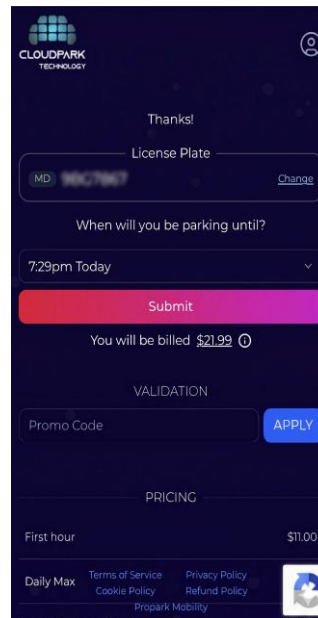 CLOUDPARK
TECHNOLOGY
Thanks!
License Plate
MD
Change
When will you be parking until?
7:29pm Today
Submit
You will be billed $21.99
VALIDATION
Promo Code
APPLY
PRICING
First hour
$11.00
Daily Max
Terms of Service
Privacy Policy
Cookie Policy
Refund Policy
Propark Mobility